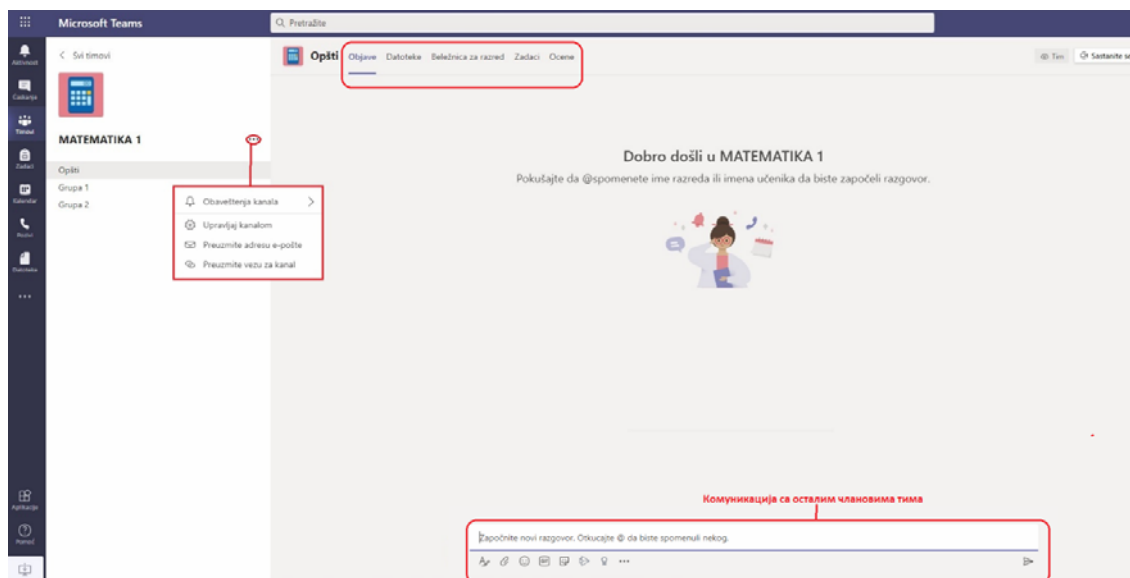 Microsoft Teams
Pretražite
Aktivnost
Ćaskanje
Timovi
Zadaci
Kalendar
Pozivi
Datoteke
Aplikacije
Pomoć
Svi timovi
MATEMATIKA 1
Opšti
Grupa 1
Grupa 2
Obaveštenja kanala
Upravljaj kanalom
Preuzmite adresu e-pošte
Preuzmite vezu za kanal
Opšti Objave Datoteke Beležnica za razred Zadaci Ocene
Tim Sastanite se
Dobro došli u MATEMATIKA 1
Pokušajte da @spomenete ime razreda ili imena učenika da biste započeli razgovor.
Комуникација са осталим члановима тима
Započnite novi razgovor. Otkucajte @ da biste spomenuli nekog.